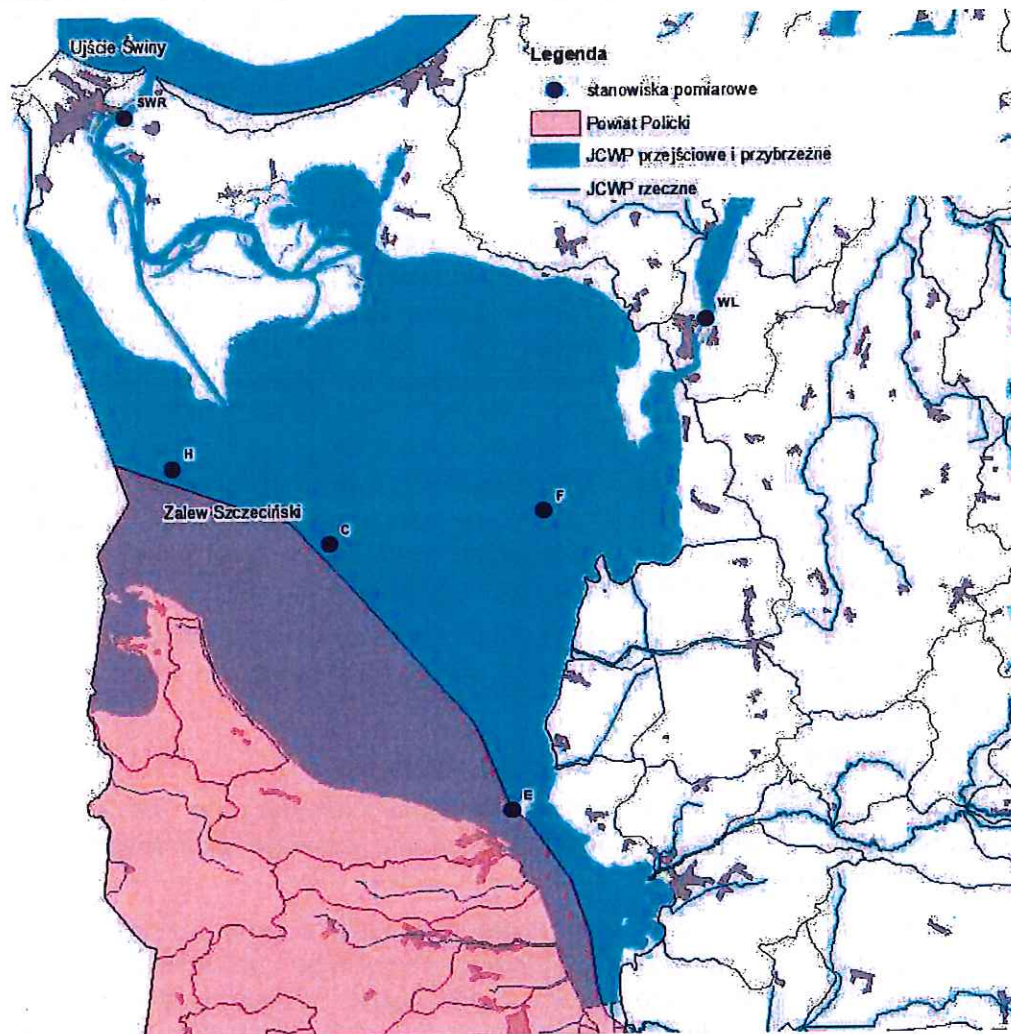 Ujście Świny
SWR
Legenda
stanowiska pomiarowe
Powiat Policki
JCWP przejściowe i przybrzeżne
JCWP rzeczne
WL
H
Zalew Szczeciński
C
F
E